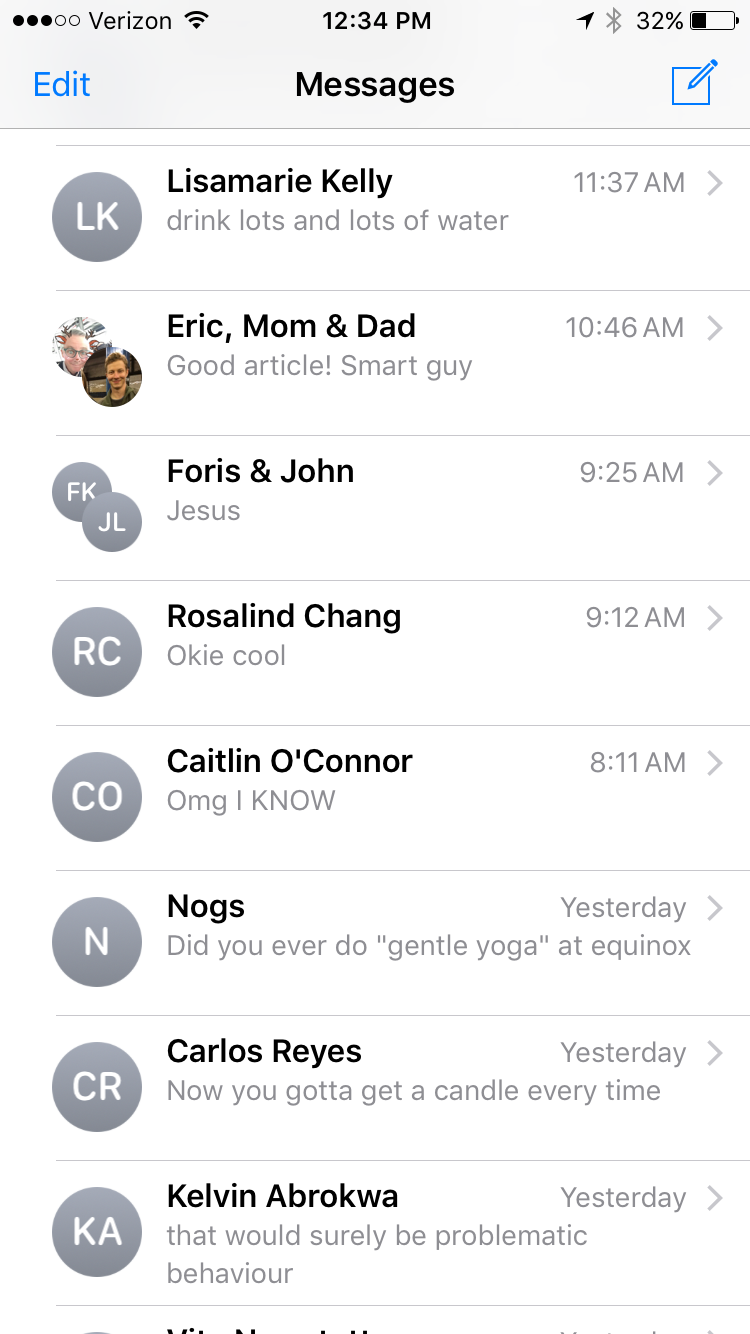 Verizon 12:34 PM 32%
Edit Messages
LK Lisamarie Kelly 11:37 AM
drink lots and lots of water
Eric, Mom & Dad 10:46 AM
Good article! Smart guy
FK JL Foris & John 9:25 AM
Jesus
RC Rosalind Chang 9:12 AM
Okie cool
CO Caitlin O'Connor 8:11 AM
Omg I KNOW
N Nogs Yesterday
Did you ever do "gentle yoga" at equinox
CR Carlos Reyes Yesterday
Now you gotta get a candle every time
KA Kelvin Abrokwa Yesterday
that would surely be problematic
behaviour